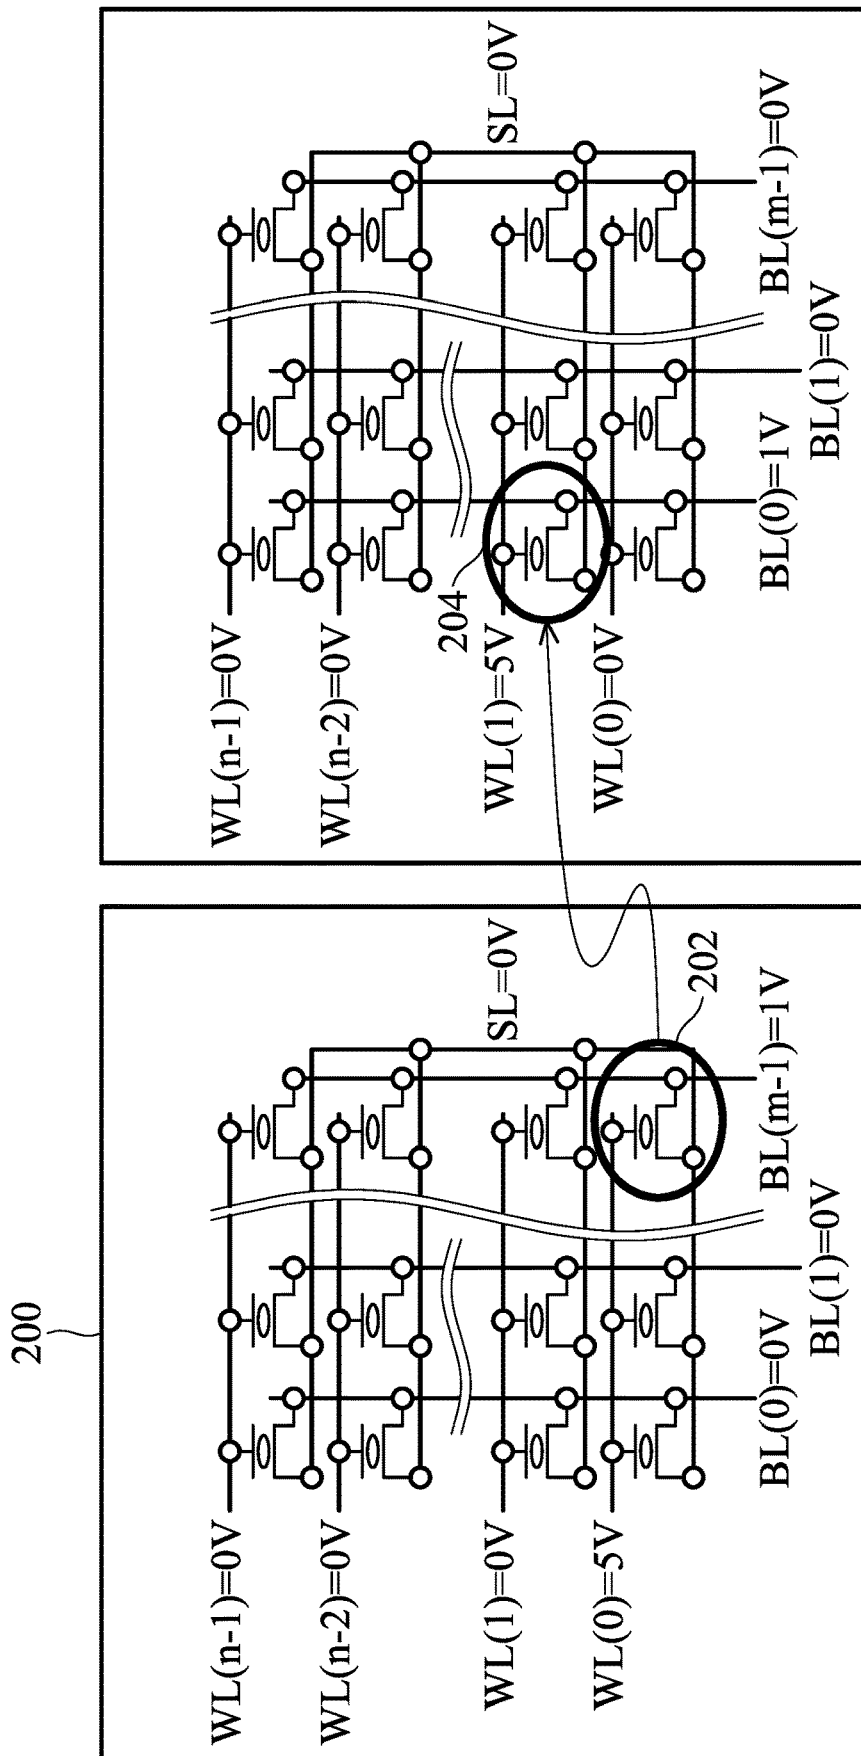 200
WL(n-1)=0V
WL(n-2)=0V
WL(1)=0V
WL(0)=5V
SL=0V
202
BL(0)=0V
BL(1)=0V
BL(m-1)=1V
WL(n-1)=0V
WL(n-2)=0V
WL(1)=5V
WL(0)=0V
SL=0V
204
BL(0)=1V
BL(1)=0V
BL(m-1)=0V